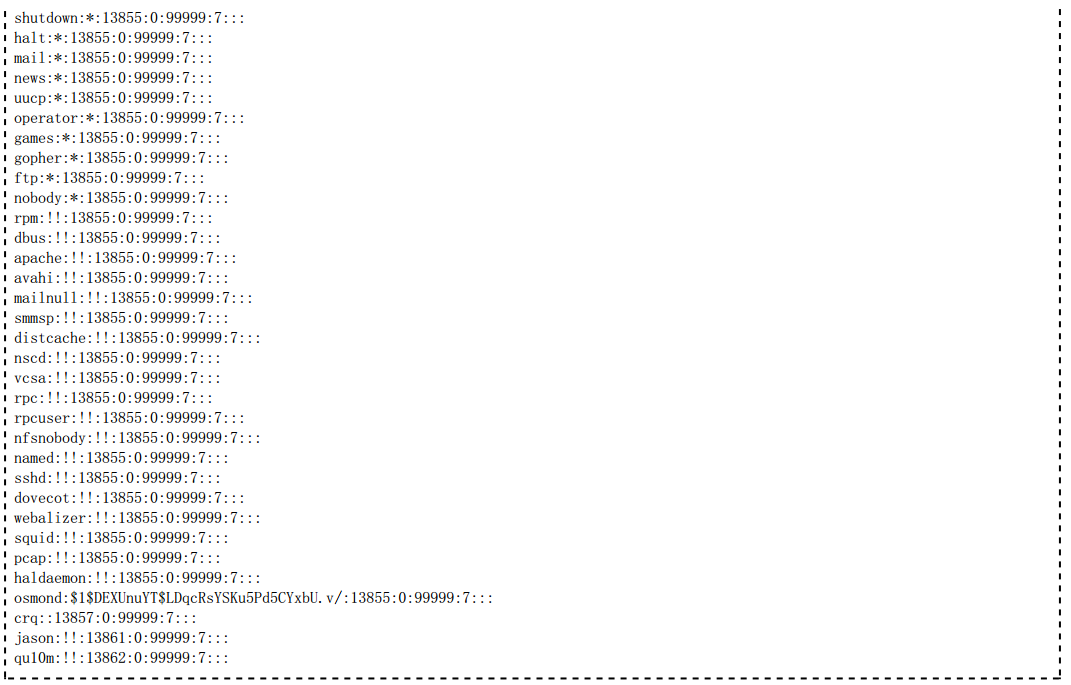 shutdown:*:13855:0:99999:7:::
halt:*:13855:0:99999:7:::
mail:*:13855:0:99999:7:::
news:*:13855:0:99999:7:::
uucp:*:13855:0:99999:7:::
operator:*:13855:0:99999:7:::
games:*:13855:0:99999:7:::
gopher:*:13855:0:99999:7:::
ftp:*:13855:0:99999:7:::
nobody:*:13855:0:99999:7:::
rpm:!!:13855:0:99999:7:::
dbus:!!:13855:0:99999:7:::
apache:!!:13855:0:99999:7:::
avahi:!!:13855:0:99999:7:::
mailnull:!!:13855:0:99999:7:::
smmsp:!!:13855:0:99999:7:::
distcache:!!:13855:0:99999:7:::
nscd:!!:13855:0:99999:7:::
vcsa:!!:13855:0:99999:7:::
rpc:!!:13855:0:99999:7:::
rpcuser:!!:13855:0:99999:7:::
nfsnobody:!!:13855:0:99999:7:::
named:!!:13855:0:99999:7:::
sshd:!!:13855:0:99999:7:::
dovecot:!!:13855:0:99999:7:::
webalizer:!!:13855:0:99999:7:::
squid:!!:13855:0:99999:7:::
pcap:!!:13855:0:99999:7:::
haldaemon:!!:13855:0:99999:7:::
osmond:$1$DEXUnuYT$LDqcRsYSKu5Pd5CYxbU.v/:13855:0:99999:7:::
crq::13857:0:99999:7:::
jason:!!:13861:0:99999:7:::
qu10m:!!:13862:0:99999:7:::